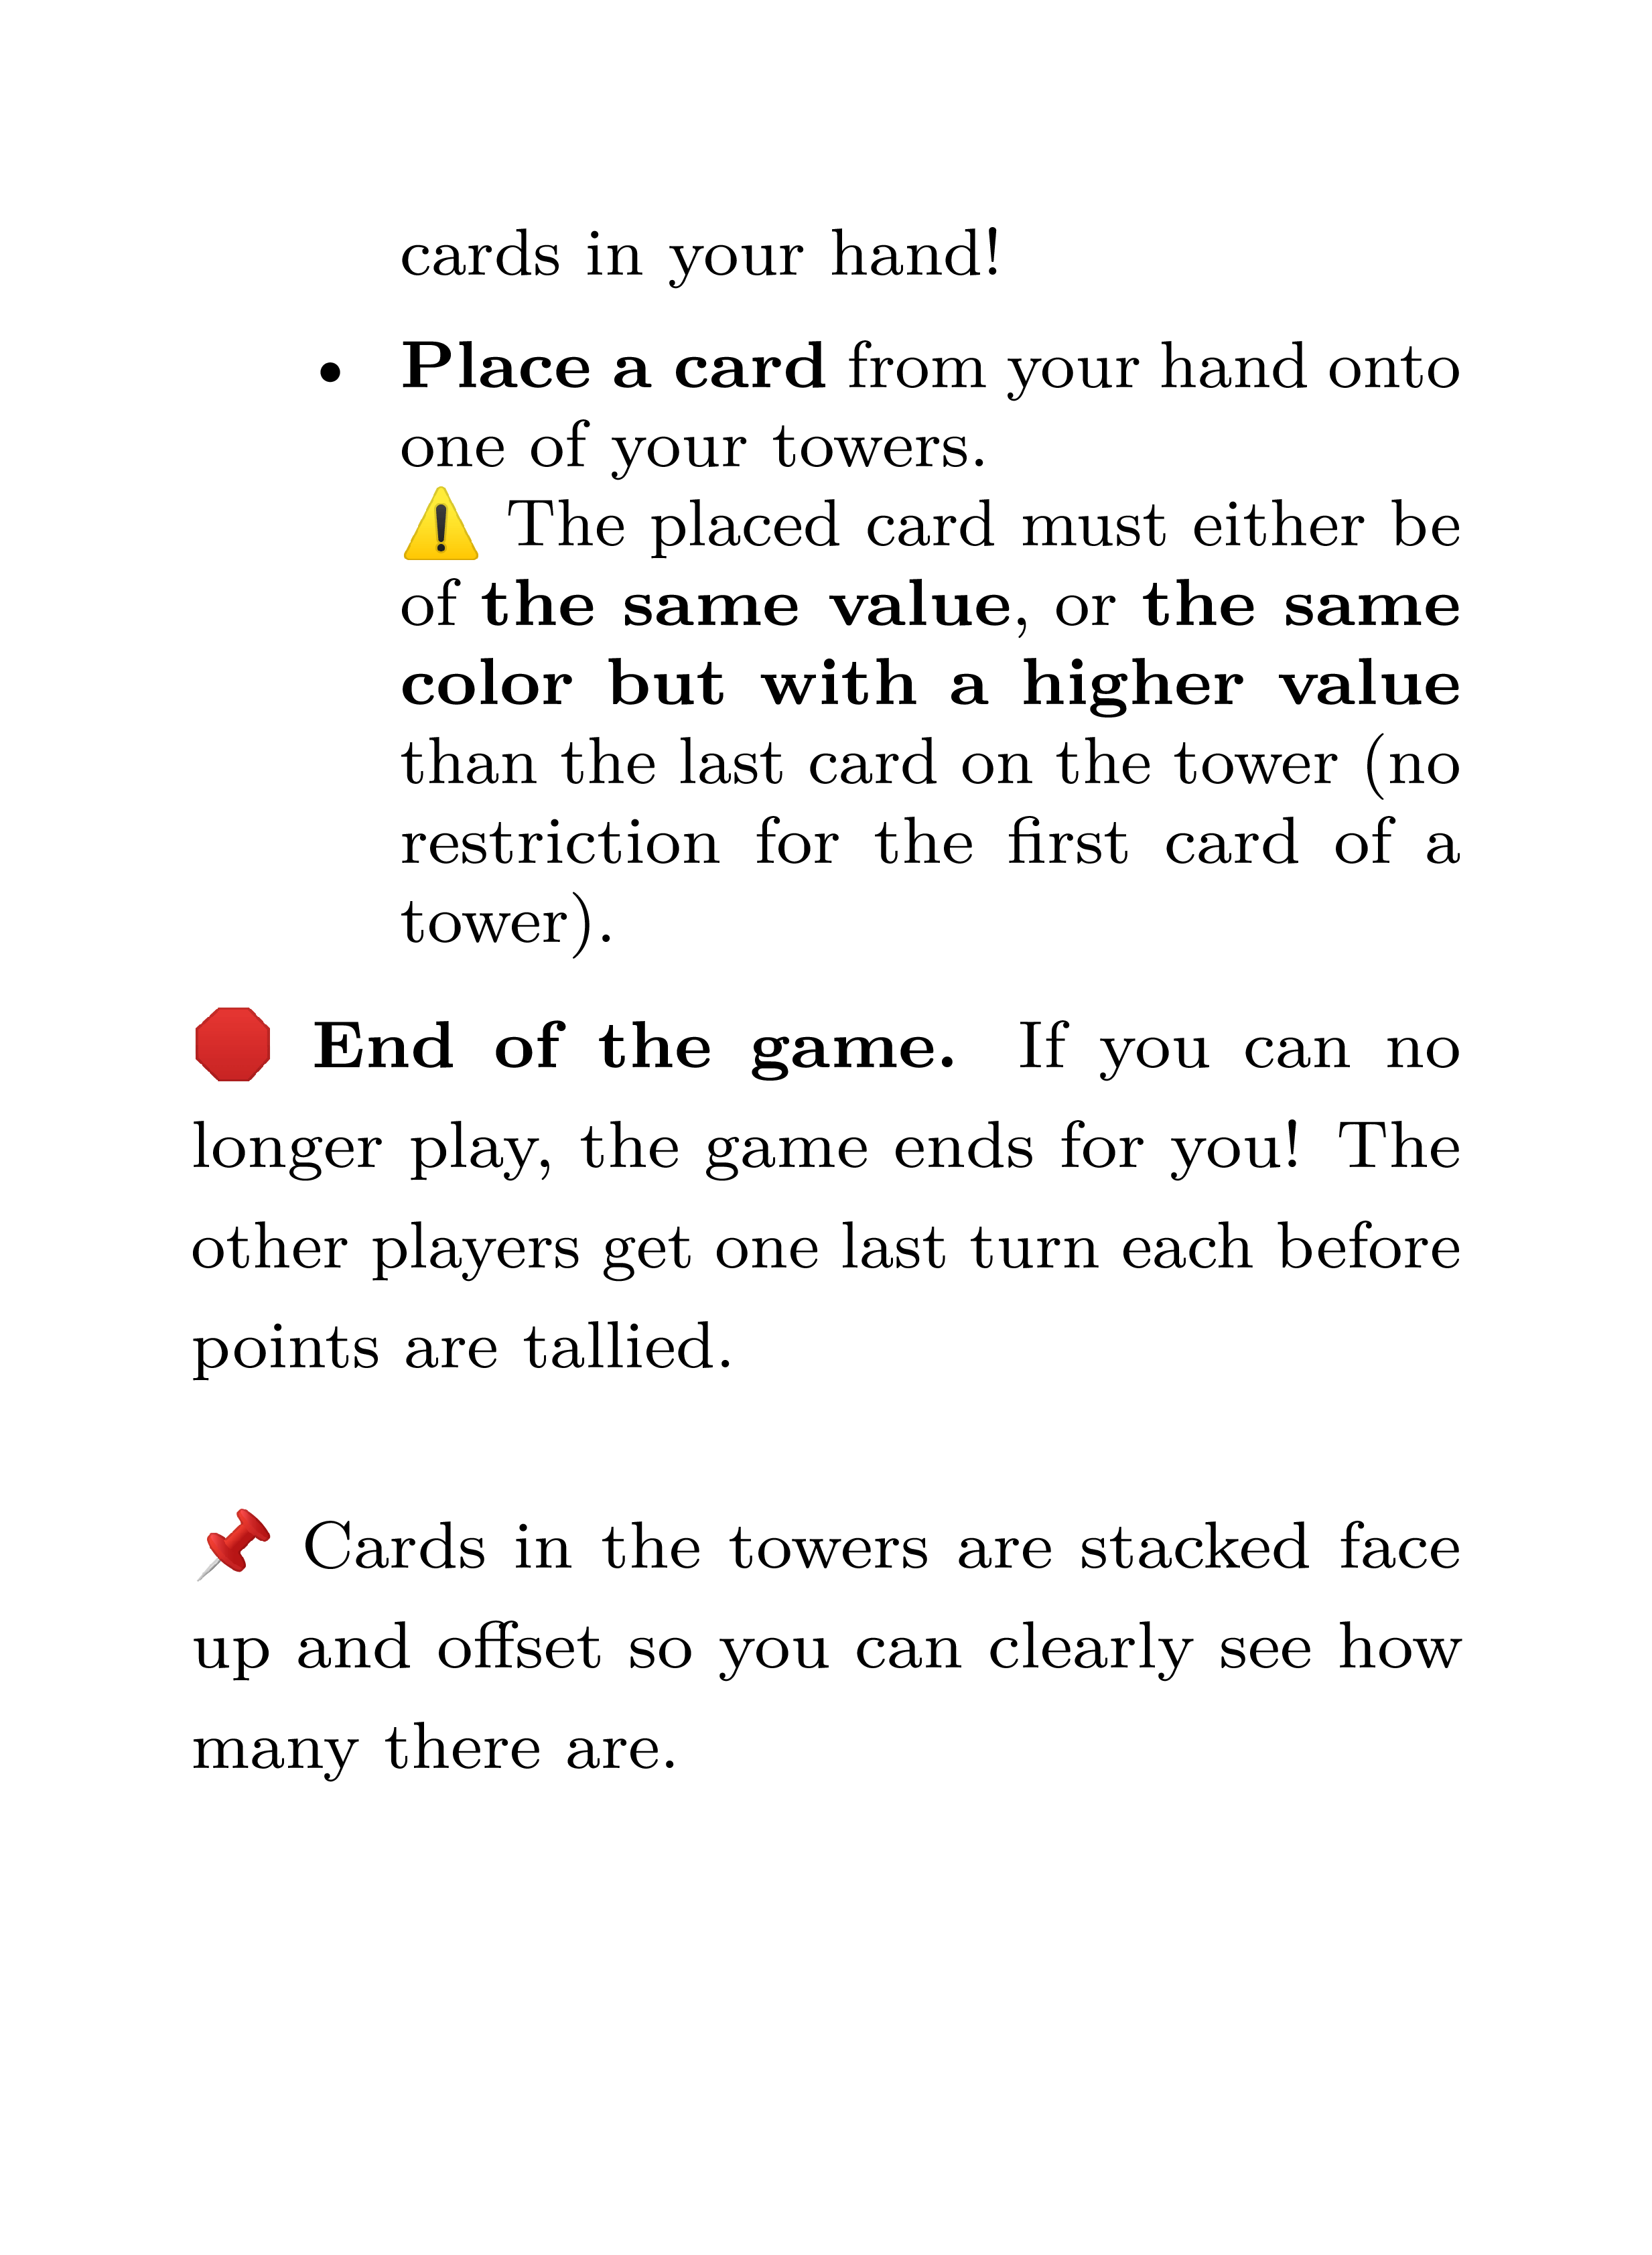 cards in your hand!
• Place a card from your hand onto
one of your towers.
⚠️ The placed card must either be
of the same value, or the same
color but with a higher value
than the last card on the tower (no
restriction for the first card of a
tower).
🛑 End of the game. If you can no
longer play, the game ends for you! The
other players get one last turn each before
points are tallied.
📌 Cards in the towers are stacked face
up and offset so you can clearly see how
many there are.